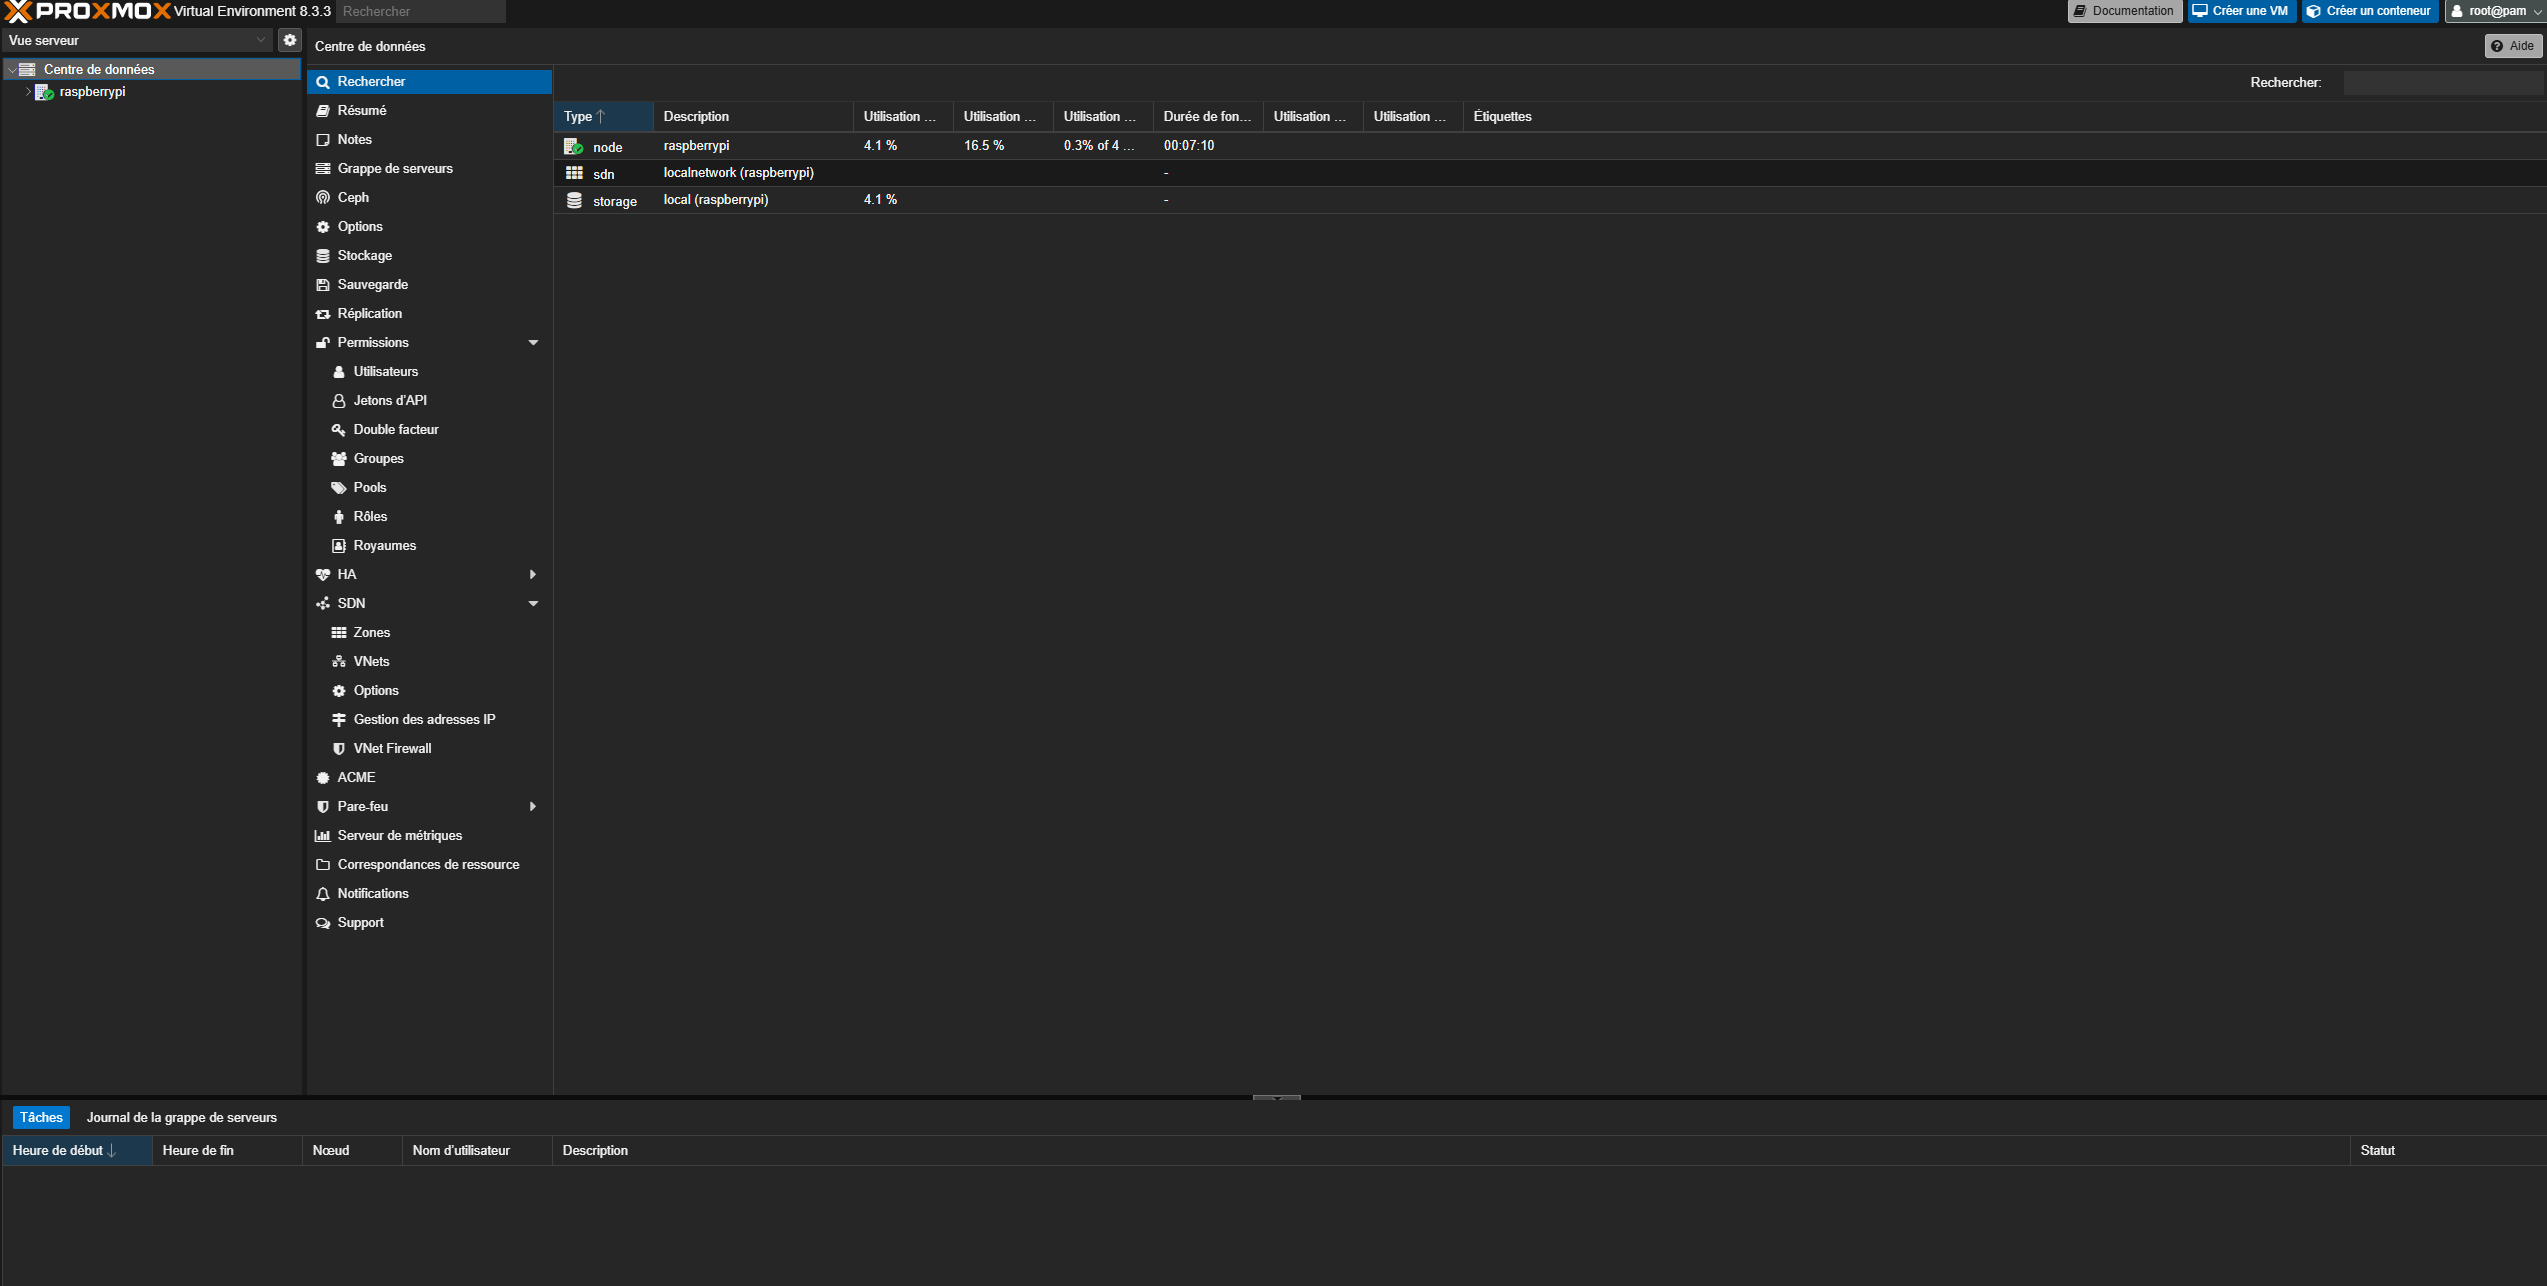 PROXMOX Virtual Environment 8.3.3 Rechercher
Documentation Créer une VM Créer un conteneur root@pam
Vue serveur
Centre de données
raspberrypi
Centre de données Aide
Rechercher
Résumé
Notes
Grappe de serveurs
Ceph
Options
Stockage
Sauvegarde
Réplication
Permissions
Utilisateurs
Jetons d'API
Double facteur
Groupes
Pools
Rôles
Royaumes
HA
SDN
Zones
VNets
Options
Gestion des adresses IP
VNet Firewall
ACME
Pare-feu
Serveur de métriques
Correspondances de ressource
Notifications
Support
Rechercher:
Type Description Utilisation ... Utilisation ... Utilisation ... Durée de fon... Utilisation ... Utilisation ... Étiquettes
node raspberrypi 4.1 % 16.5 % 0.3% of 4 ... 00:07:10
sdn localnetwork (raspberrypi) -
storage local (raspberrypi) 4.1 % -
Tâches Journal de la grappe de serveurs
Heure de début Heure de fin Nœud Nom d'utilisateur Description Statut